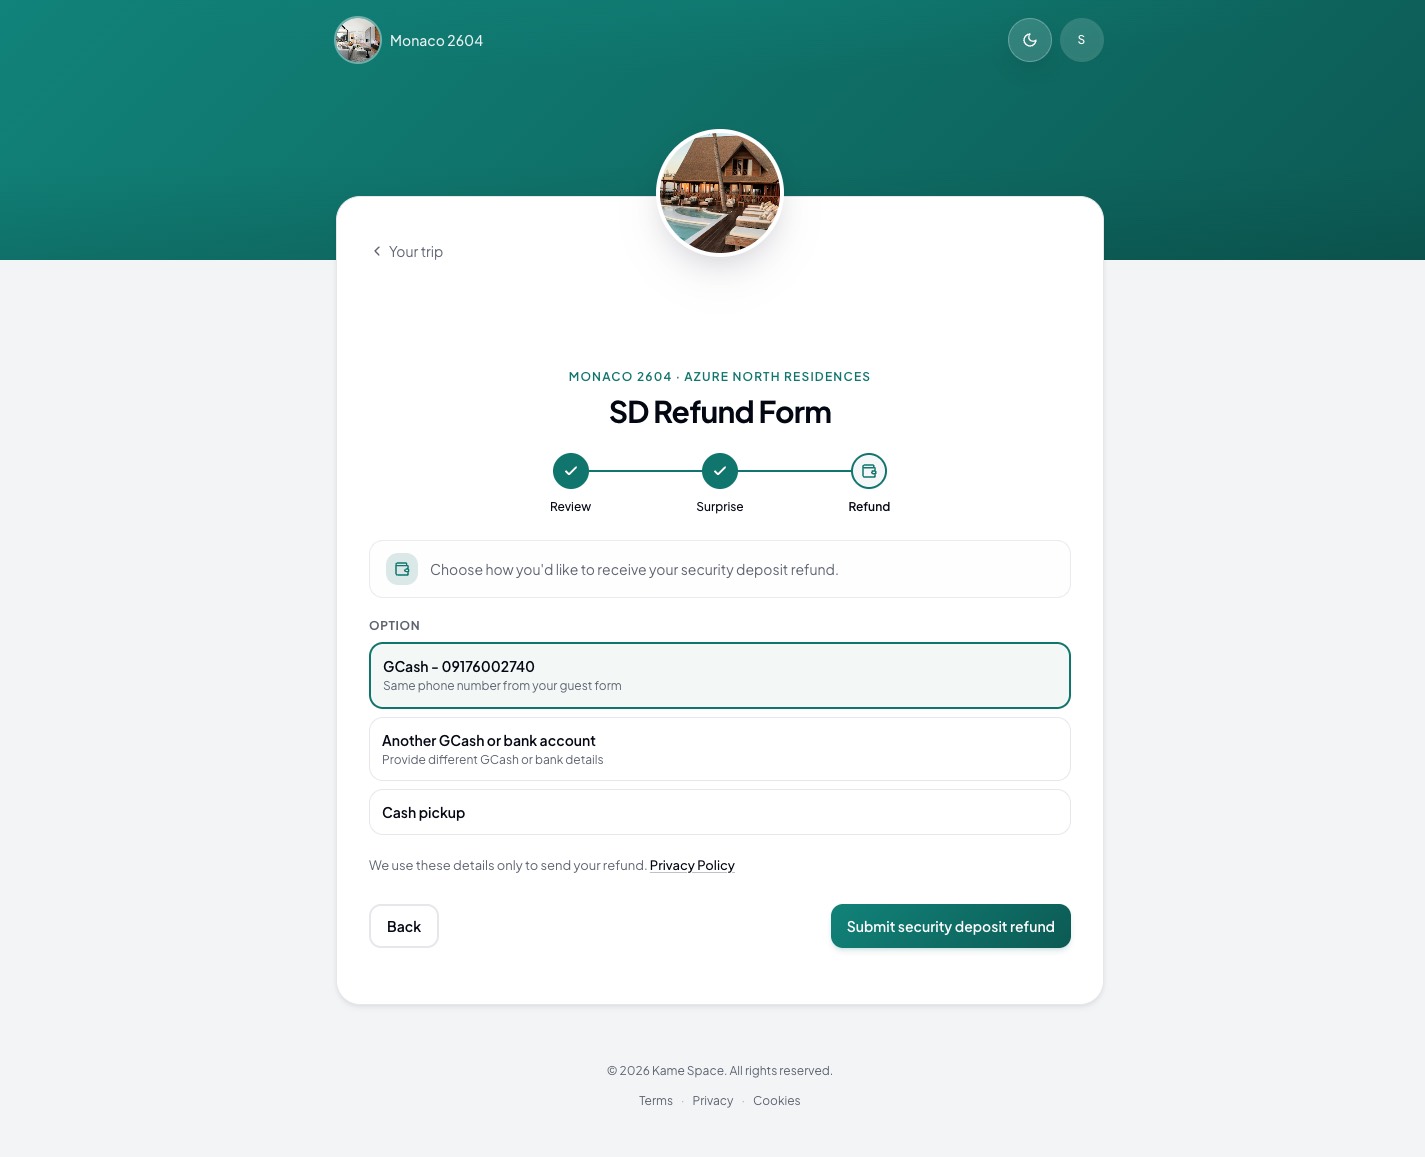 Monaco 2604
S
Your trip
MONACO 2604 · AZURE NORTH RESIDENCES
SD Refund Form
Review
Surprise
Refund
Choose how you'd like to receive your security deposit refund.
OPTION
GCash – 09176002740
Same phone number from your guest form
Another GCash or bank account
Provide different GCash or bank details
Cash pickup
We use these details only to send your refund. Privacy Policy
Back
Submit security deposit refund
© 2026 Kame Space. All rights reserved.
Terms · Privacy · Cookies